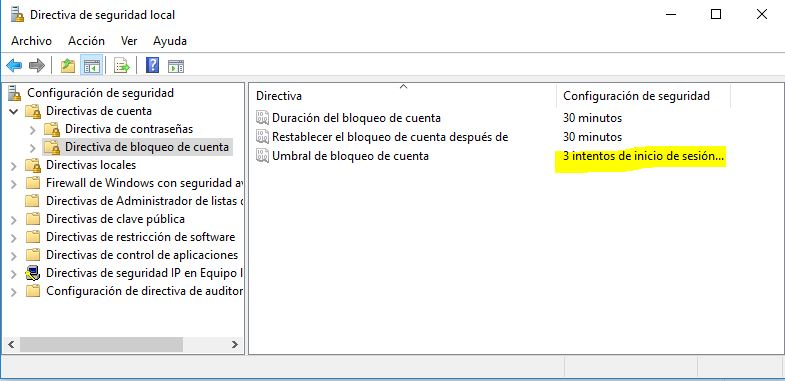 Directiva de seguridad local
Archivo Acción Ver Ayuda
Configuración de seguridad
Directivas de cuenta
Directiva de contraseñas
Directiva de bloqueo de cuenta
Directivas locales
Firewall de Windows con seguridad av
Directivas de Administrador de listas d
Directivas de clave pública
Directivas de restricción de software
Directivas de control de aplicaciones
Directivas de seguridad IP en Equipo l
Configuración de directiva de auditor
Directiva Configuración de seguridad
Duración del bloqueo de cuenta 30 minutos
Restablecer el bloqueo de cuenta después de 30 minutos
Umbral de bloqueo de cuenta 3 intentos de inicio de sesión...